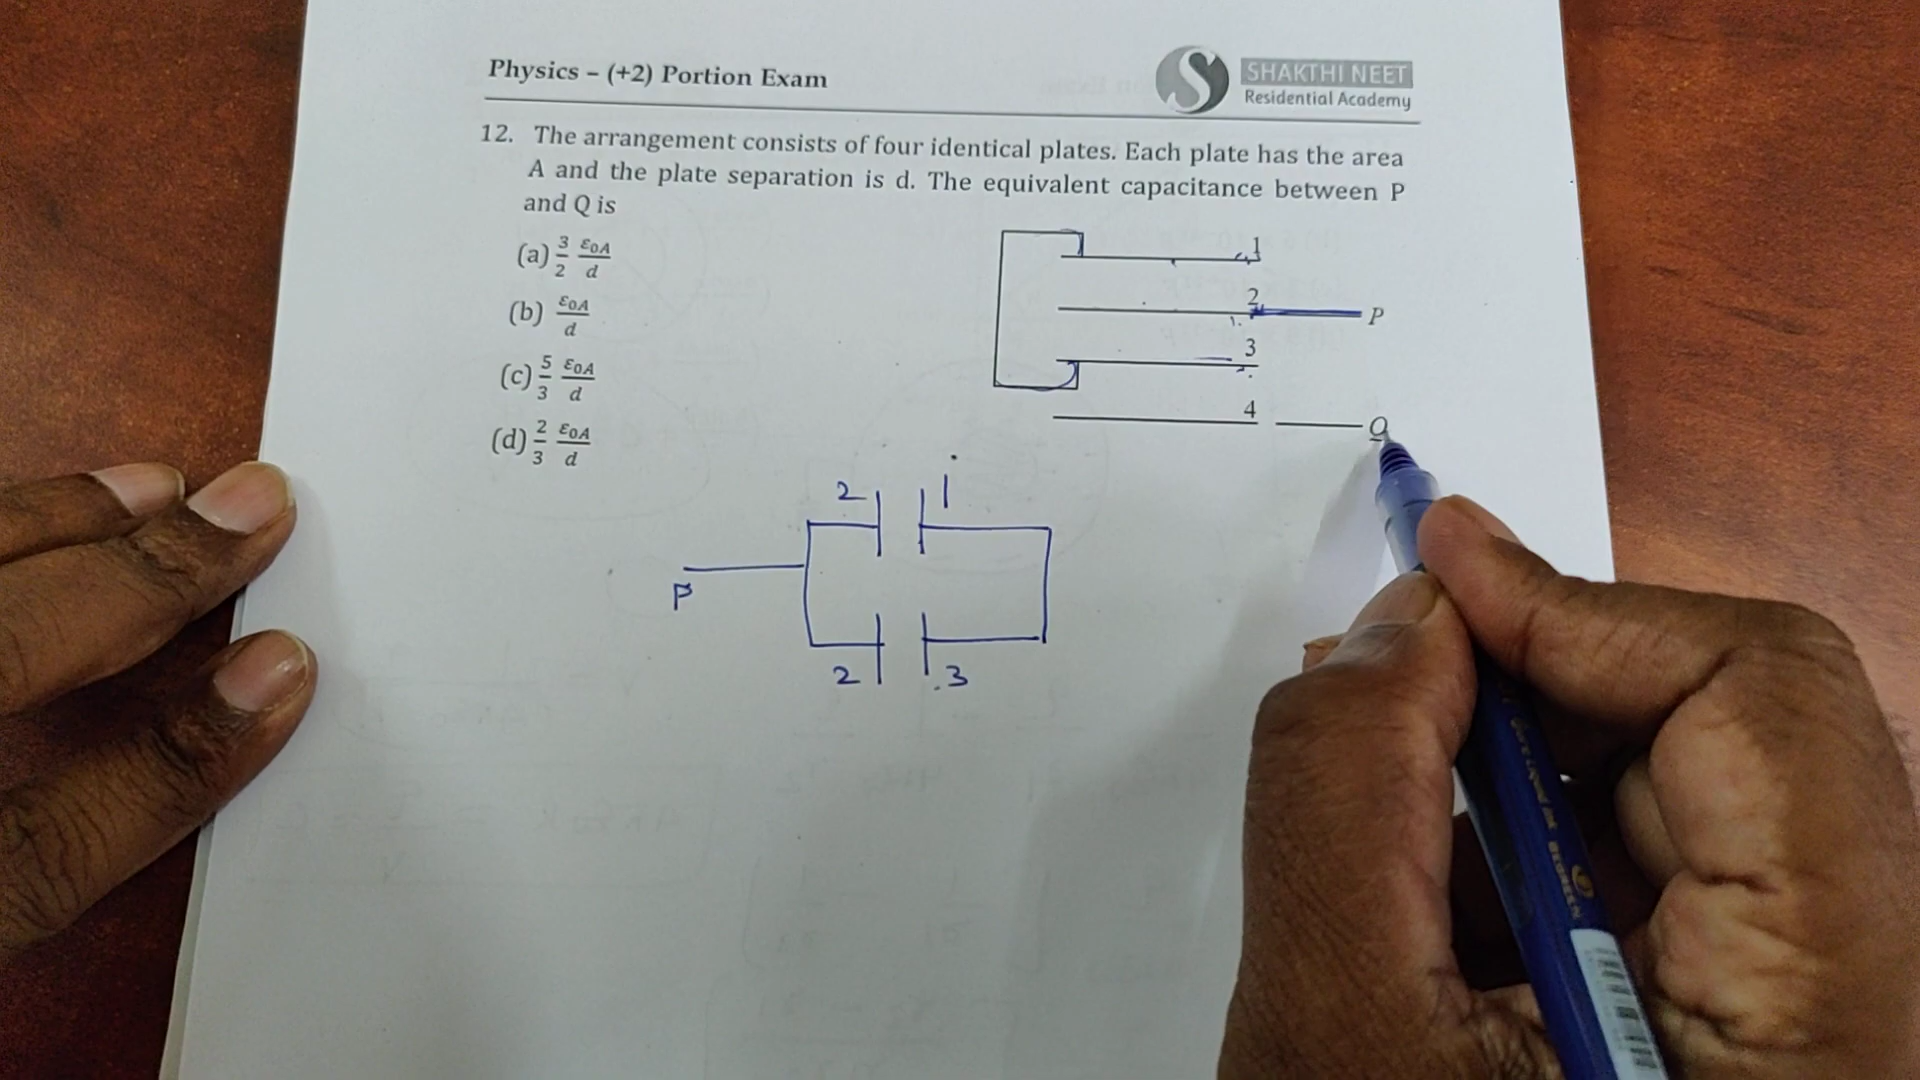 Physics – (+2) Portion Exam
SHAKTHI NEET
Residential Academy
12. The arrangement consists of four identical plates. Each plate has the area
A and the plate separation is d. The equivalent capacitance between P
and Q is
(a) 3/2 ε₀A/d
(b) ε₀A/d
(c) 5/3 ε₀A/d
(d) 2/3 ε₀A/d
1
2
P
3
4
Q
2
1
P
2
3